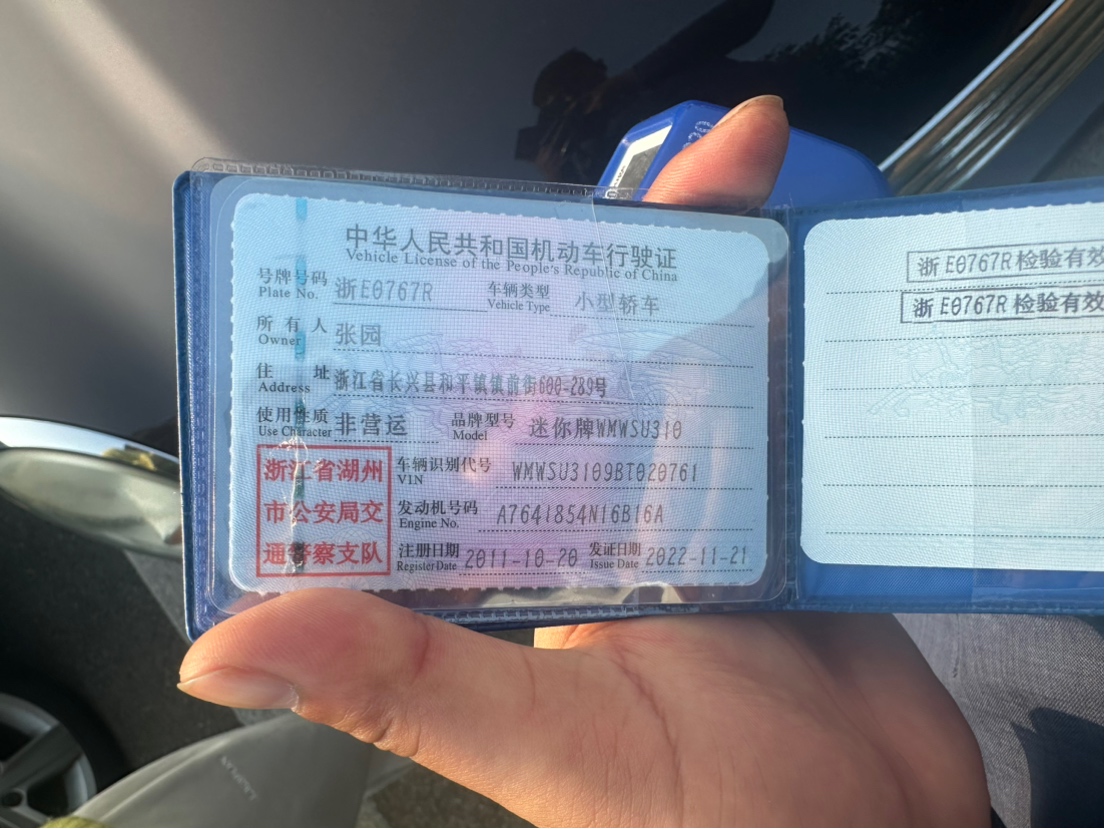 中华人民共和国机动车行驶证
Vehicle License of the People's Republic of China
号牌号码 浙E0767R 车辆类型 小型轿车
Plate No. Vehicle Type
所有人 张园
Owner
住址 浙江省长兴县和平镇镇前街600-289号
Address
使用性质 非营运 品牌型号 迷你牌WMWSU310
Use Character Model
浙江省湖州
市公安局交
通警察支队
车辆识别代号 WMWSU3109BT020761
VIN
发动机号码 A7641854N16B16A
Engine No.
注册日期 2011-10-20 发证日期 2022-11-21
Register Date Issue Date
浙E0767R检验有效
浙E0767R检验有效